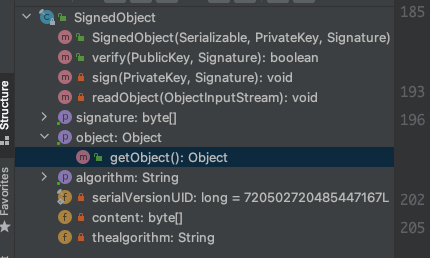 SignedObject
SignedObject(Serializable, PrivateKey, Signature)
verify(PublicKey, Signature): boolean
sign(PrivateKey, Signature): void
readObject(ObjectInputStream): void
signature: byte[]
object: Object
getObject(): Object
algorithm: String
serialVersionUID: long = 720502720485447167L
content: byte[]
thealgorithm: String
Structure
Favorites
185
193
196
202
205